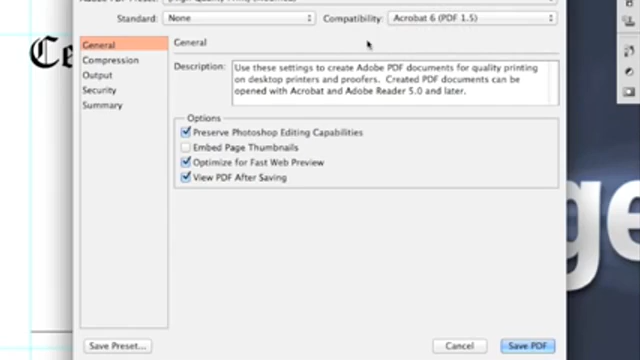 Standard: None Compatibility: Acrobat 6 (PDF 1.5)
Ce
General General
Compression
Output
Security
Summary
Description: Use these settings to create Adobe PDF documents for quality printing
on desktop printers and proofers. Created PDF documents can be
opened with Acrobat and Adobe Reader 5.0 and later.
Options
Preserve Photoshop Editing Capabilities
Embed Page Thumbnails
Optimize for Fast Web Preview
View PDF After Saving
ge
Save Preset... Cancel Save PDF